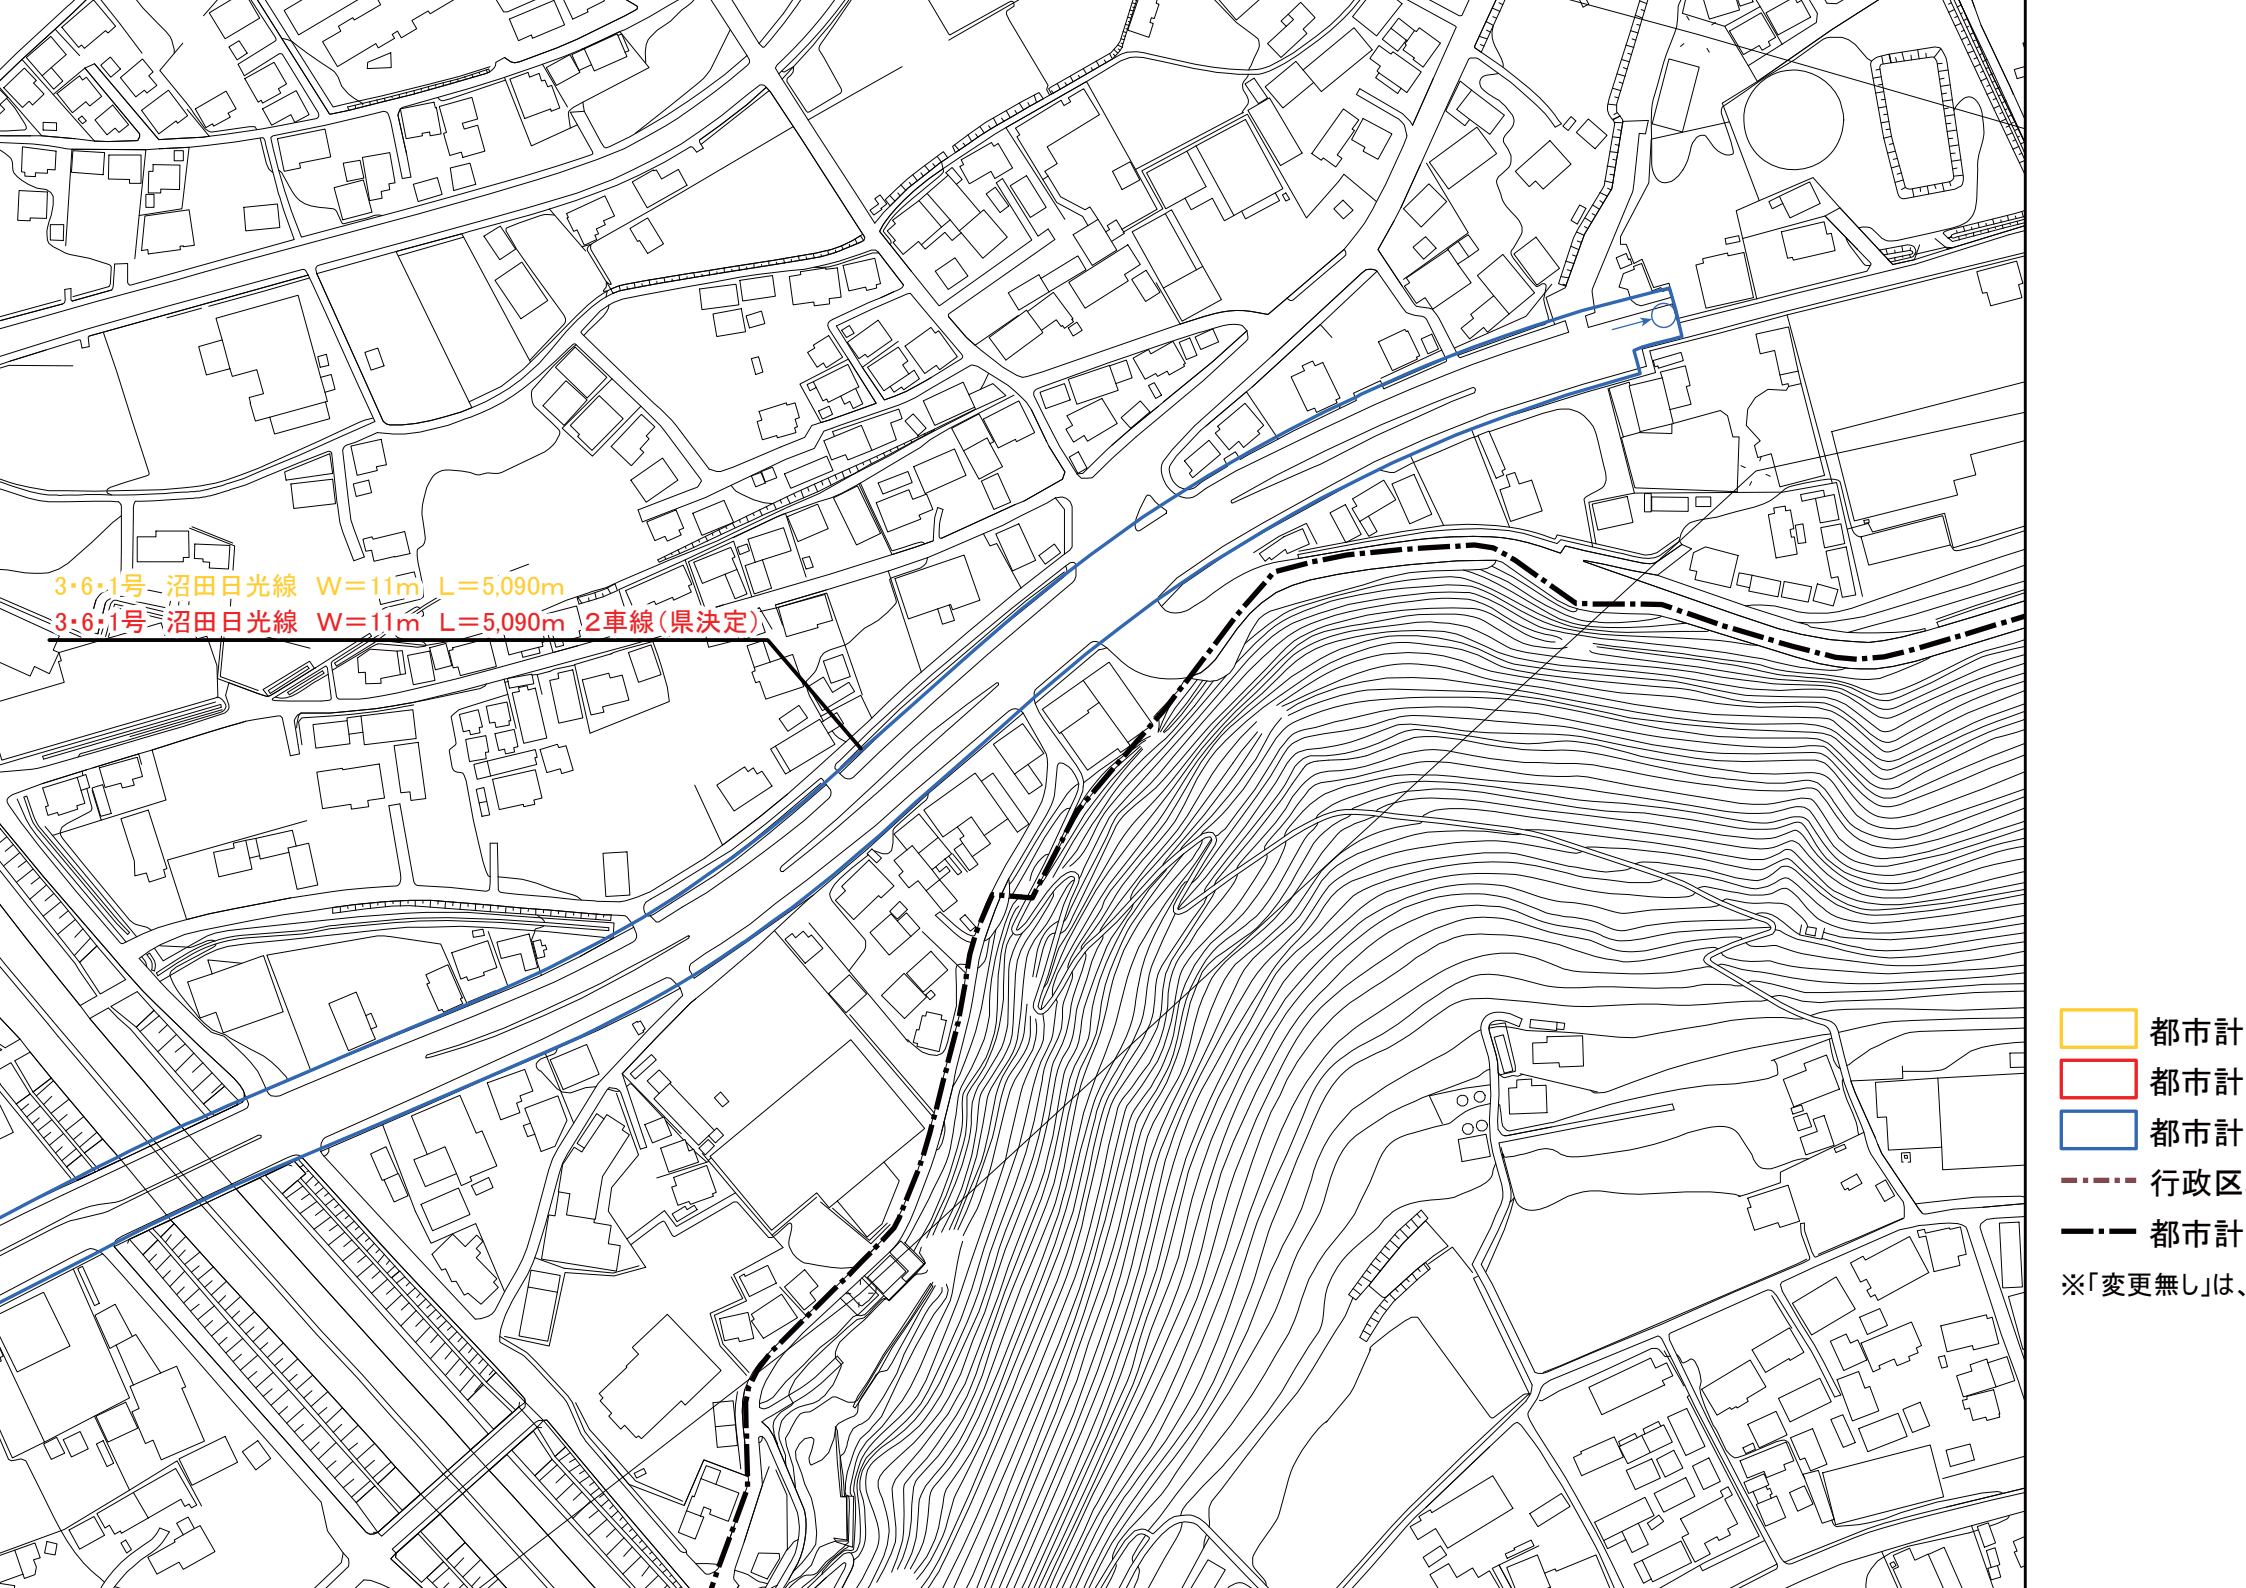 3・6・1号 沼田日光線 W=11m L=5,090m
3・6・1号 沼田日光線 W=11m L=5,090m 2車線(県決定)
都市計
都市計
都市計
行政区
都市計
※「変更無し」は、